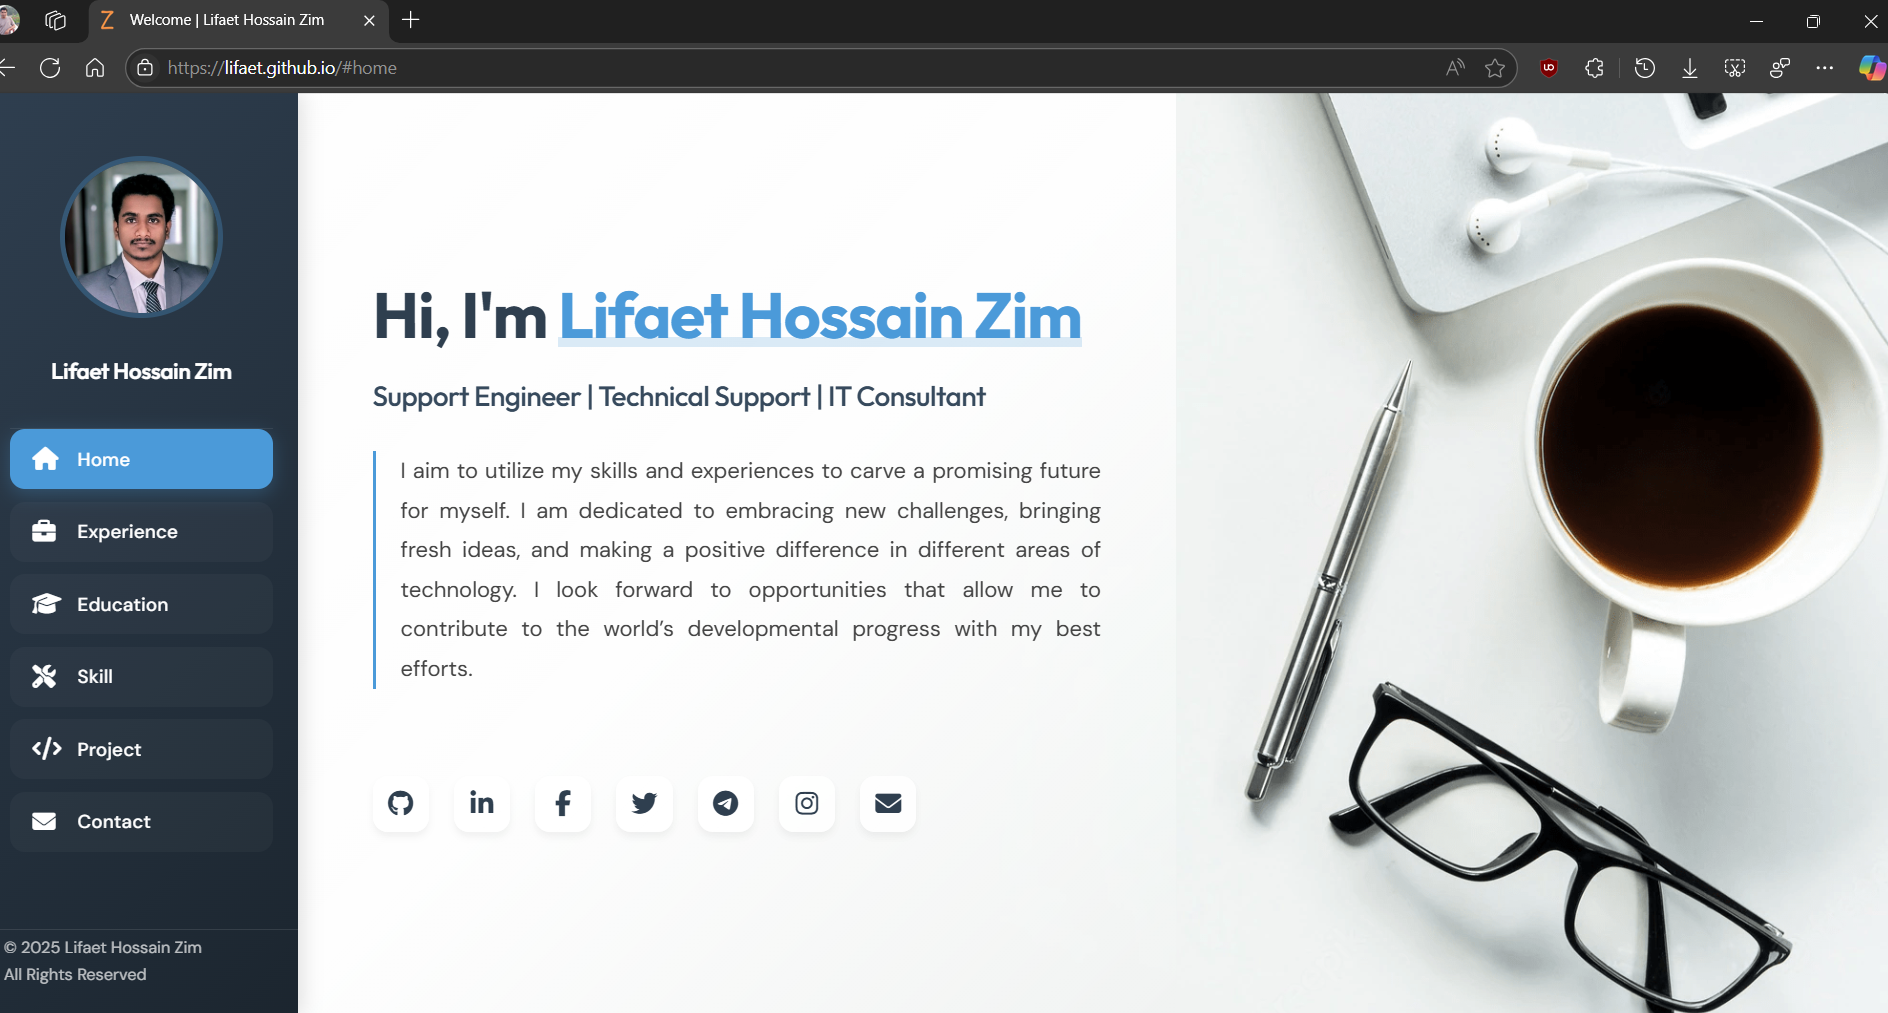 Welcome | Lifaet Hossain Zim
https://lifaet.github.io/#home
Lifaet Hossain Zim
Home
Experience
Education
Skill
Project
Contact
© 2025 Lifaet Hossain Zim
All Rights Reserved
Hi, I'm Lifaet Hossain Zim
Support Engineer | Technical Support | IT Consultant
I aim to utilize my skills and experiences to carve a promising future
for myself. I am dedicated to embracing new challenges, bringing
fresh ideas, and making a positive difference in different areas of
technology. I look forward to opportunities that allow me to
contribute to the world’s developmental progress with my best
efforts.